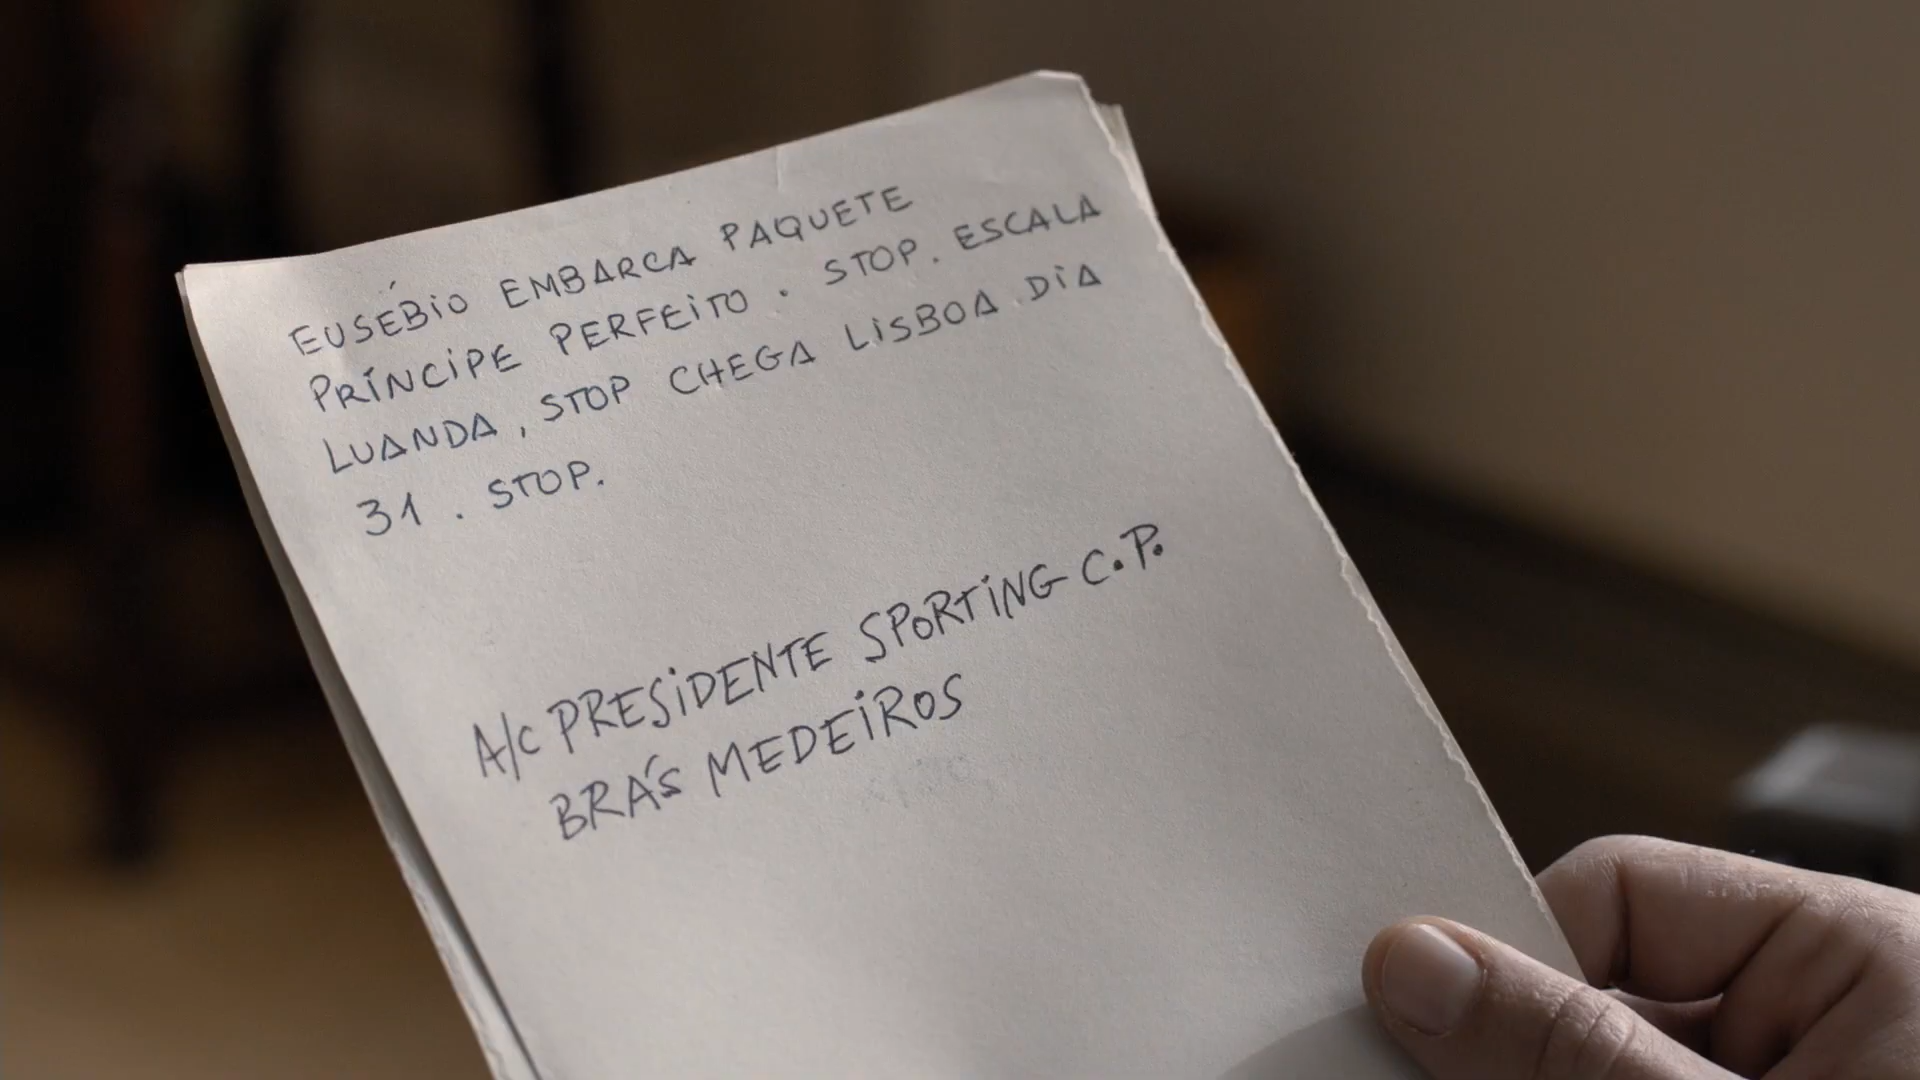 EUSÉBIO EMBARCA PAQUETE
PRÍNCIPE PERFEITO. STOP. ESCALA
LUANDA, STOP CHEGA LISBOA. DIA
31. STOP.
A/C PRESIDENTE SPORTING C.P.
BRÁS MEDEIROS